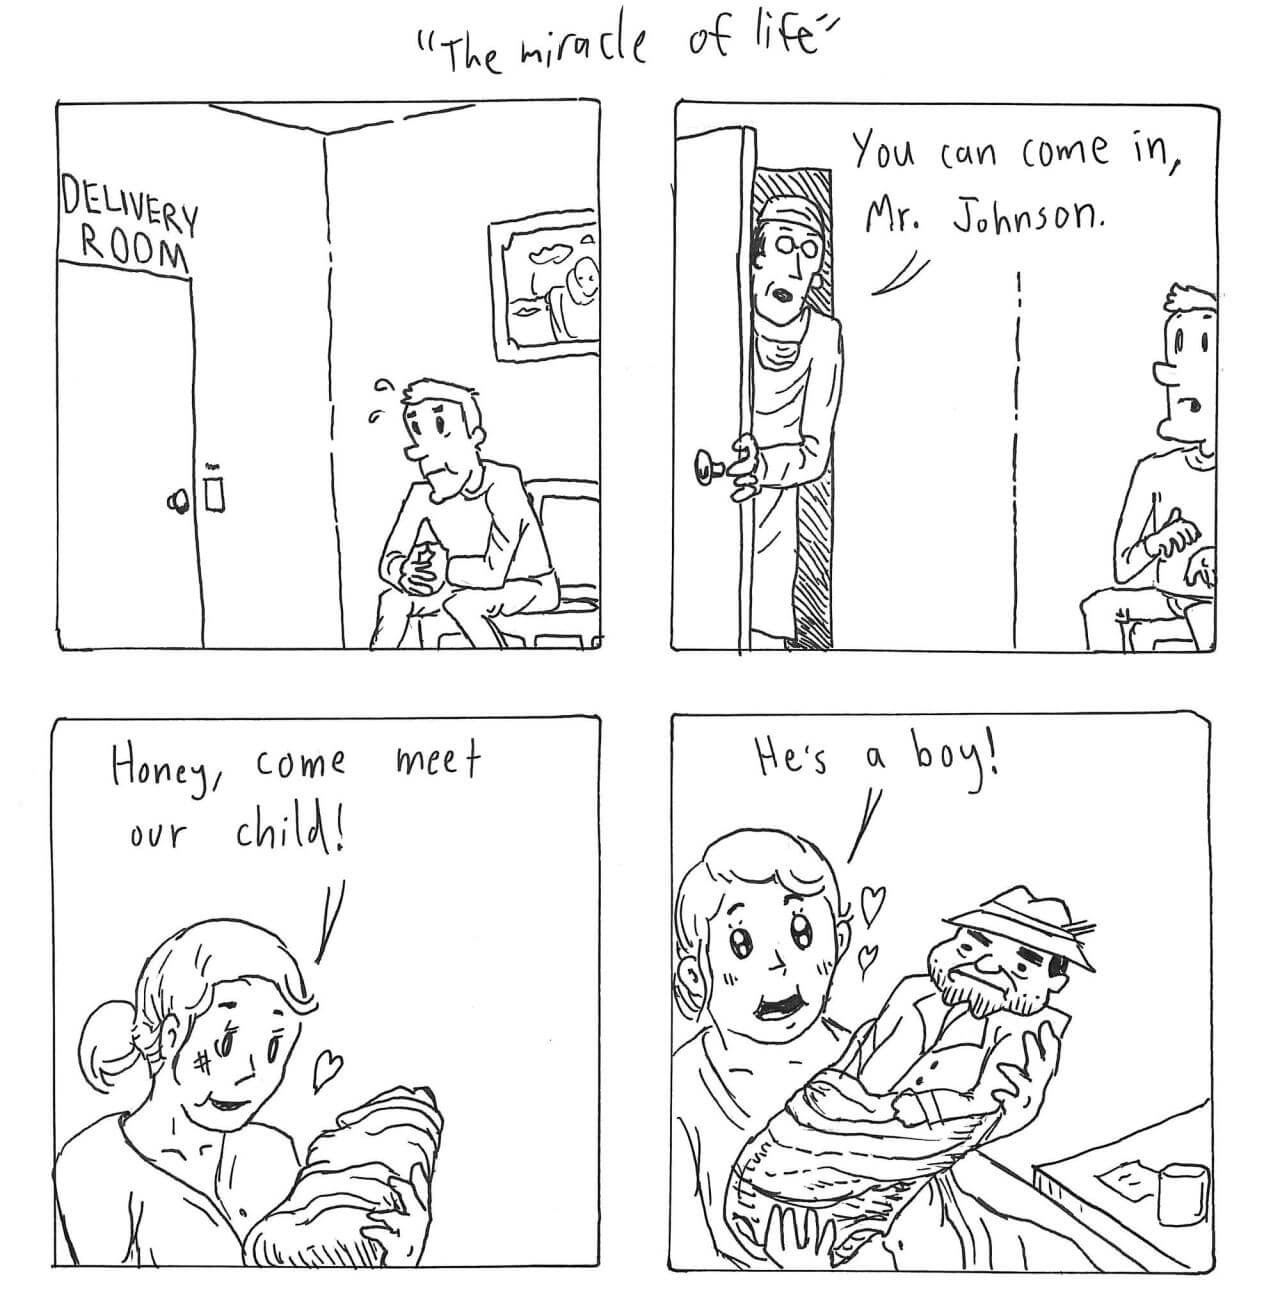 "The miracle of life"
DELIVERY
ROOM
You can come in,
Mr. Johnson.
Honey, come meet
our child!
He's a boy!